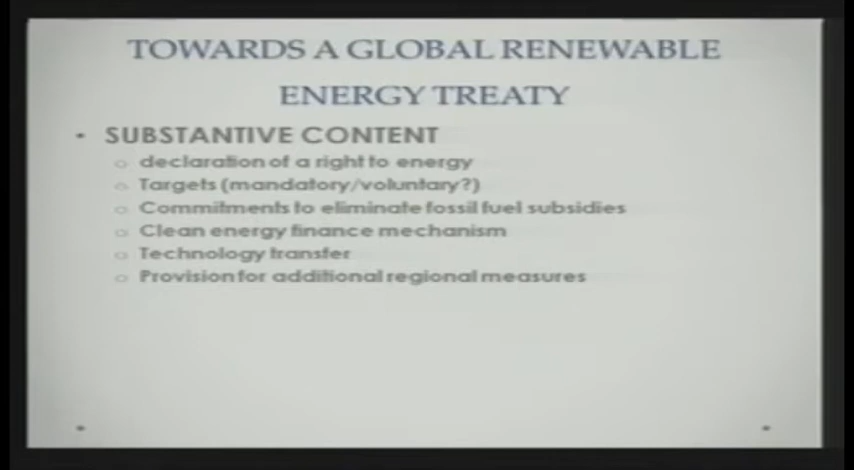 TOWARDS A GLOBAL RENEWABLE
ENERGY TREATY
• SUBSTANTIVE CONTENT
o declaration of a right to energy
o Targets (mandatory/voluntary?)
o Commitments to eliminate fossil fuel subsidies
o Clean energy finance mechanism
o Technology transfer
o Provision for additional regional measures